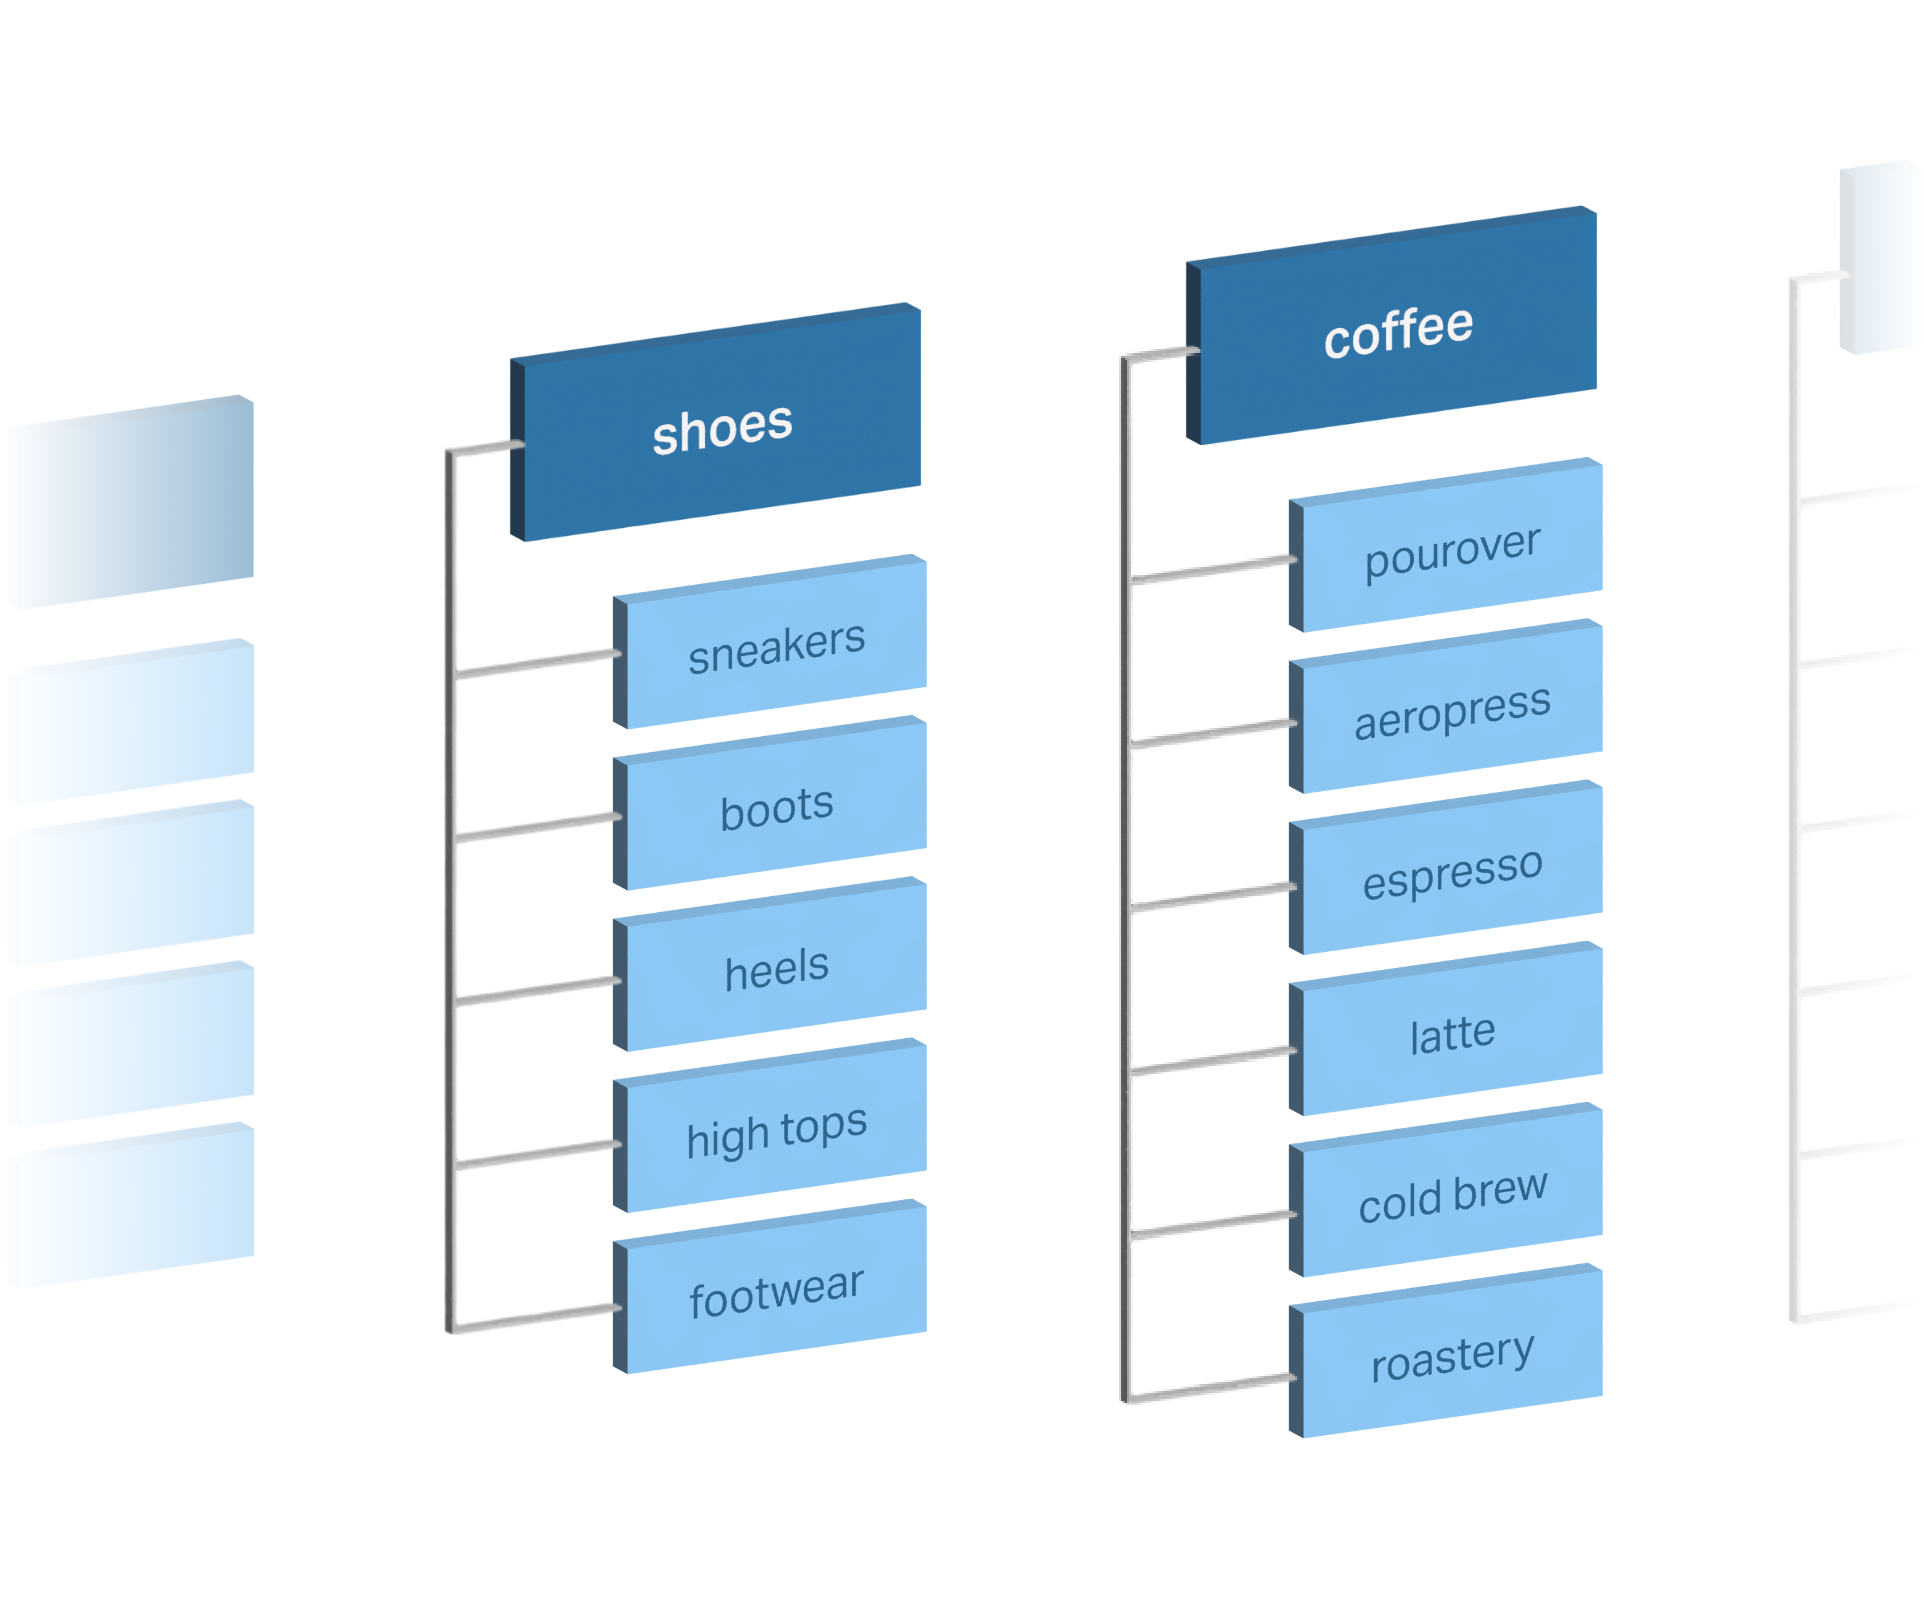 shoes
sneakers
boots
heels
high tops
footwear
coffee
pourover
aeropress
espresso
latte
cold brew
roastery